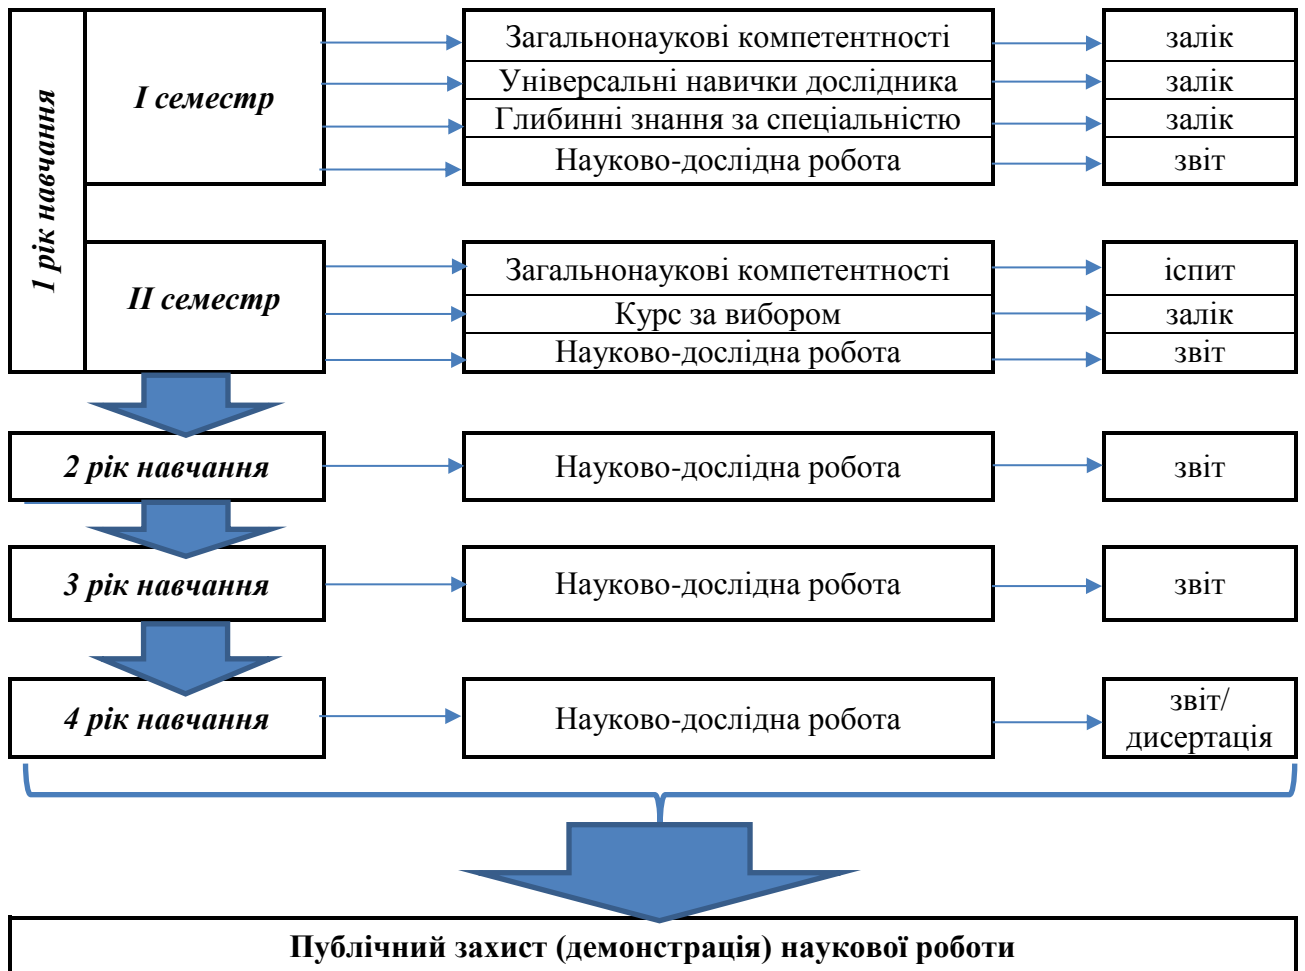 1 рік навчання
I семестр
Загальнонаукові компетентності
залік
Універсальні навички дослідника
залік
Глибинні знання за спеціальністю
залік
Науково-дослідна робота
звіт
II семестр
Загальнонаукові компетентності
іспит
Курс за вибором
залік
Науково-дослідна робота
звіт
2 рік навчання
Науково-дослідна робота
звіт
3 рік навчання
Науково-дослідна робота
звіт
4 рік навчання
Науково-дослідна робота
звіт/
дисертація
Публічний захист (демонстрація) наукової роботи